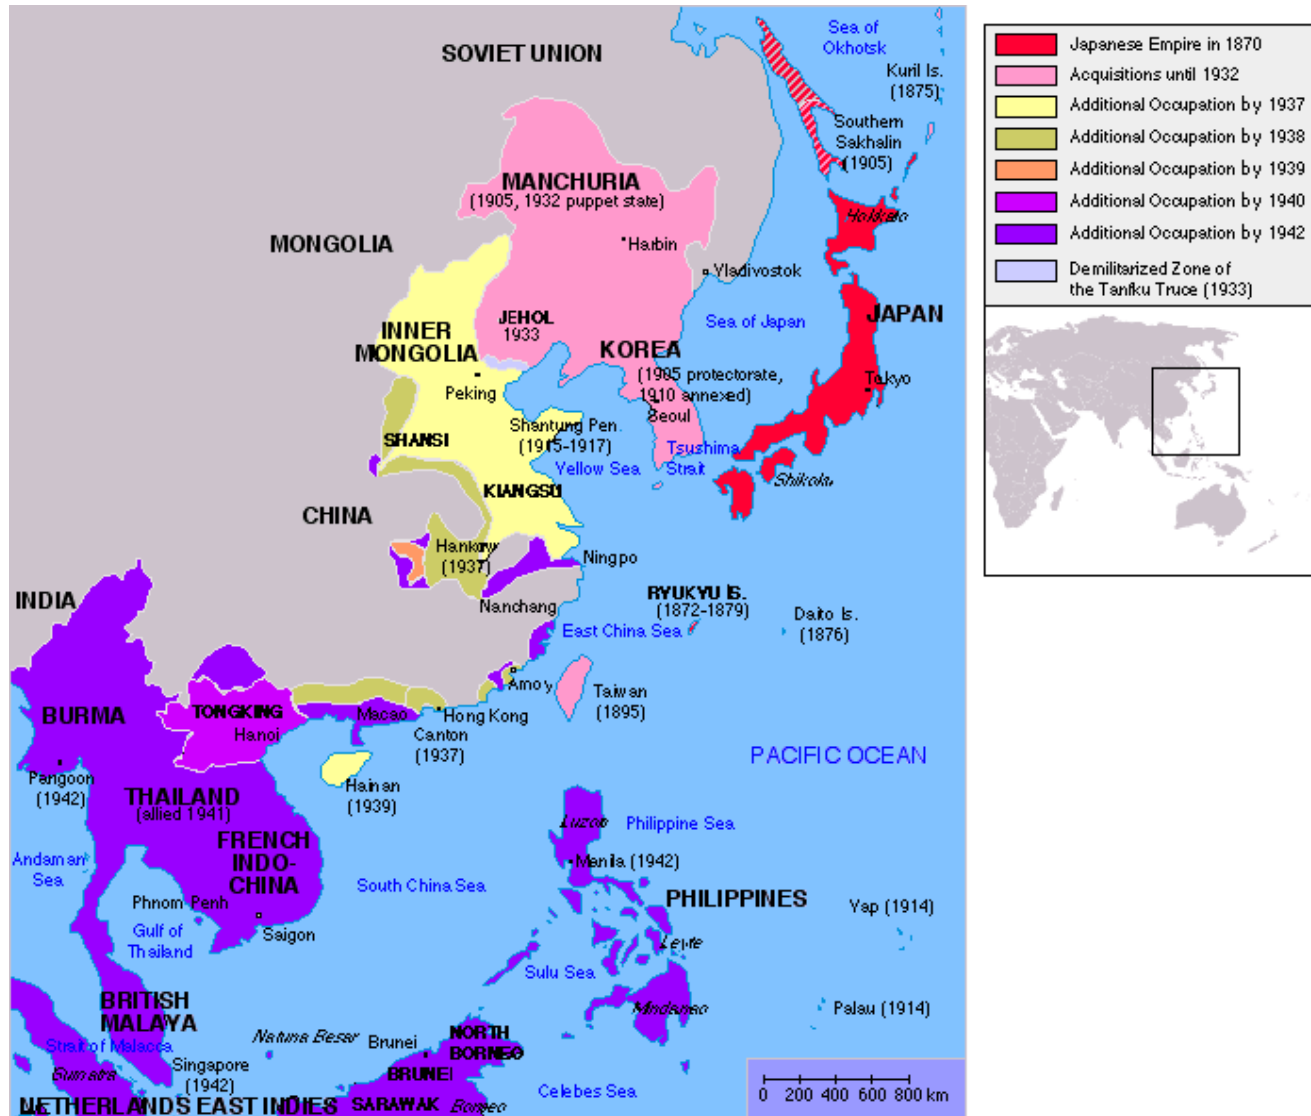 SOVIET UNION
Sea of
Okhotsk
Kuril Is.
(1875)
Southern
Sakhalin
(1905)
MANCHURIA
(1905, 1932 puppet state)
Hokkaio
MONGOLIA
Harbin
Vladivostok
JEHOL
1933
Sea of Japan
JAPAN
INNER
MONGOLIA
KOREA
(1905 protectorate,
1910 annexed)
Tokyo
Peking
Seoul
Shantung Pen.
(1915-1917)
SHANSI
Tsushima
Strait
Yellow Sea
Shikoku
KIANGSU
CHINA
Hankow
(1937)
Ningpo
INDIA
Nanchang
RYUKYU IS.
(1872-1879)
Daito Is.
(1876)
East China Sea
Amoy
Taiwan
(1895)
BURMA
TONGKING
Hanoi
Macao
Hong Kong
Canton
(1937)
PACIFIC OCEAN
Pangoon
(1942)
Hainan
(1939)
THAILAND
(allied 1941)
Luzon
Philippine Sea
FRENCH
INDO-
CHINA
Andaman
Sea
Manila (1942)
South China Sea
PHILIPPINES
Phnom Penh
Yap (1914)
Gulf of
Thailand
Saigon
Leyte
Sulu Sea
BRITISH
MALAYA
Mindanao
Palau (1914)
Natuna Besar
Brunei
NORTH
BORNEO
Strait of Malacca
Singapore
(1942)
Sumatra
BRUNEI
Celebes Sea
NETHERLANDS EAST INDIES
SARAWAK
Borneo
0 200 400 600 800 km
Japanese Empire in 1870
Acquisitions until 1932
Additional Occupation by 1937
Additional Occupation by 1938
Additional Occupation by 1939
Additional Occupation by 1940
Additional Occupation by 1942
Demilitarized Zone of
the Tanfku Truce (1933)